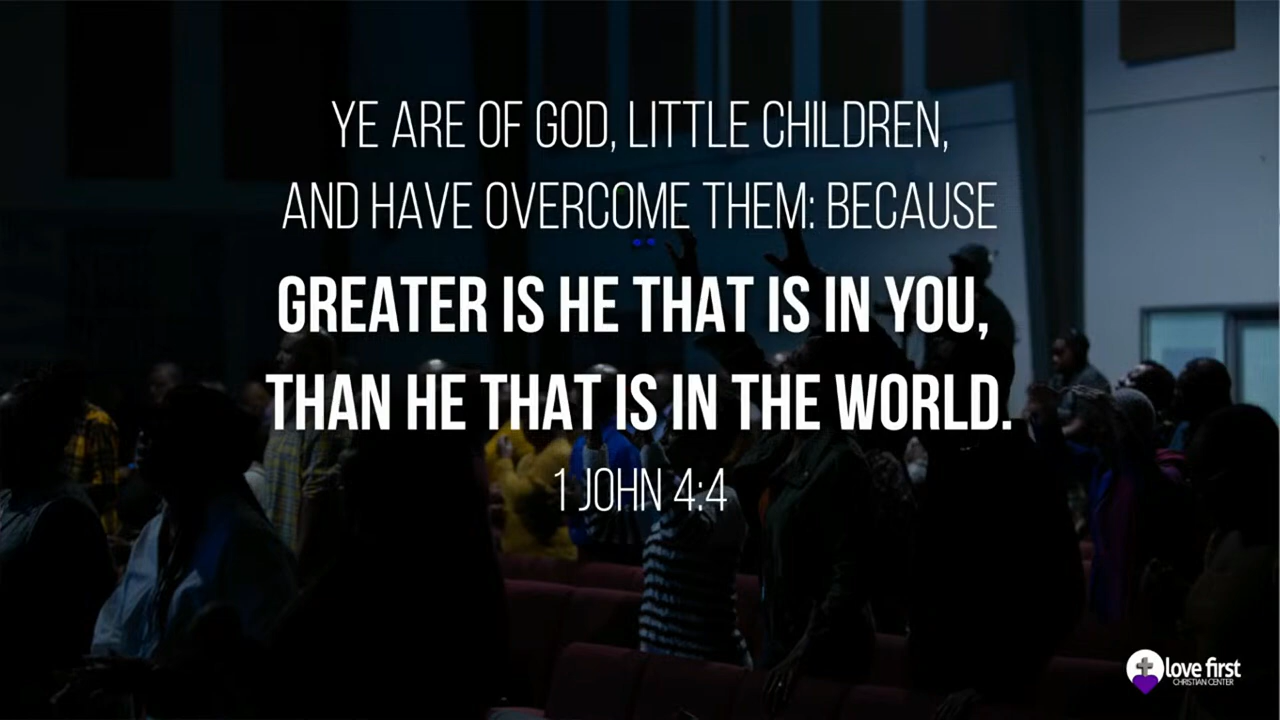 YE ARE OF GOD, LITTLE CHILDREN,
AND HAVE OVERCOME THEM: BECAUSE
GREATER IS HE THAT IS IN YOU,
THAN HE THAT IS IN THE WORLD.
1 JOHN 4:4
love first
CHRISTIAN CENTER